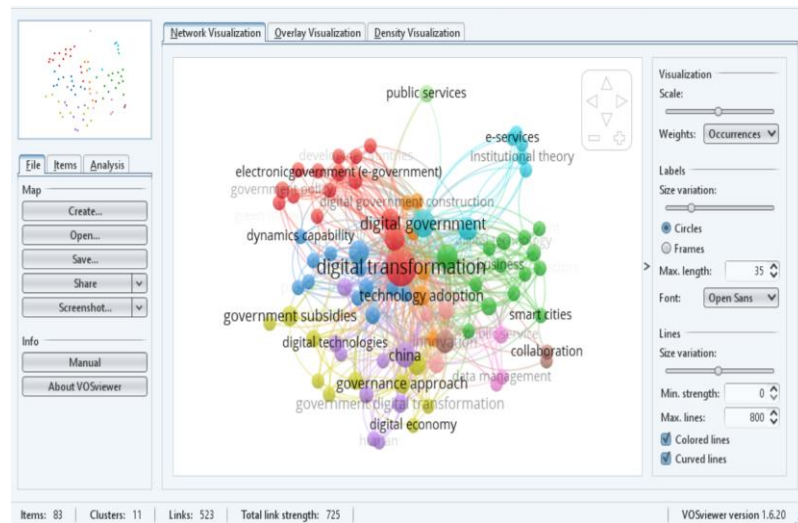 Network Visualization Overlay Visualization Density Visualization
File Items Analysis
Map
Create...
Open...
Save...
Share
Screenshot...
Info
Manual
About VOSviewer
public services
e-services
Institutional theory
electronicgovernment (e-government)
digital government construction
digital government
dynamics capability
digital transformation
business
technology adoption
government subsidies
smart cities
digital technologies
innovation
china
collaboration
data management
governance approach
government digital transformation
digital economy
Visualization
Scale:
Weights: Occurrences
Labels
Size variation:
Circles
Frames
Max. length: 35
Font: Open Sans
Lines
Size variation:
Min. strength: 0
Max. lines: 800
Colored lines
Curved lines
Items: 83 Clusters: 11 Links: 523 Total link strength: 725 VOSviewer version 1.6.20